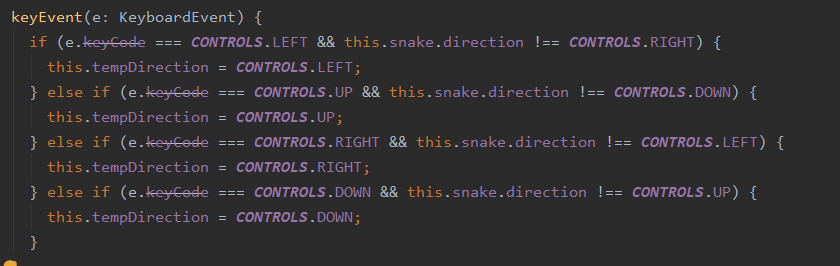 keyEvent(e: KeyboardEvent) {
  if (e.keyCode === CONTROLS.LEFT && this.snake.direction !== CONTROLS.RIGHT) {
    this.tempDirection = CONTROLS.LEFT;
  } else if (e.keyCode === CONTROLS.UP && this.snake.direction !== CONTROLS.DOWN) {
    this.tempDirection = CONTROLS.UP;
  } else if (e.keyCode === CONTROLS.RIGHT && this.snake.direction !== CONTROLS.LEFT) {
    this.tempDirection = CONTROLS.RIGHT;
  } else if (e.keyCode === CONTROLS.DOWN && this.snake.direction !== CONTROLS.UP) {
    this.tempDirection = CONTROLS.DOWN;
  }